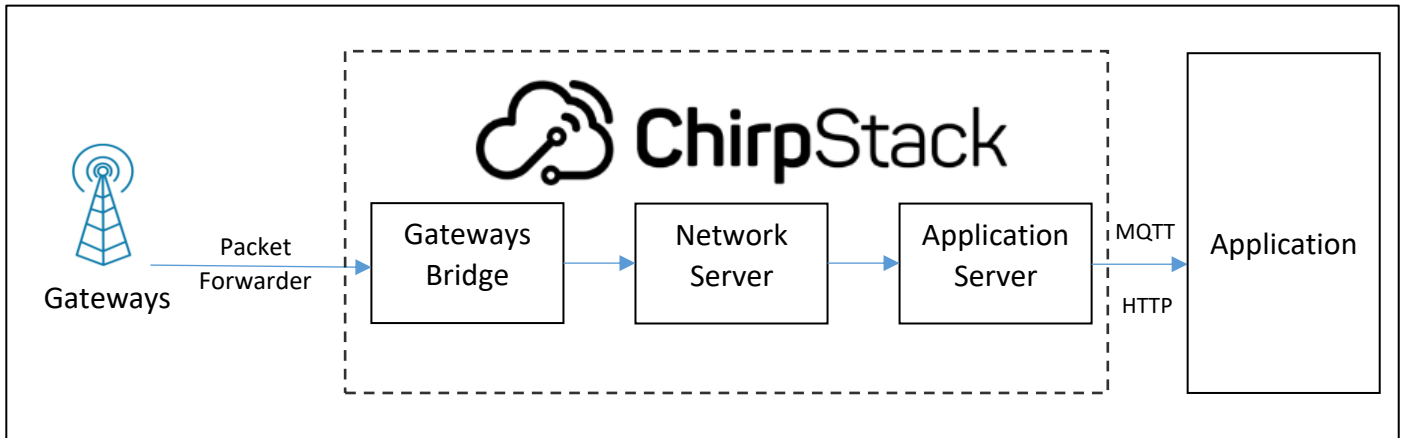 ChirpStack
Gateways
Packet
Forwarder
Gateways
Bridge
Network
Server
Application
Server
MQTT
HTTP
Application